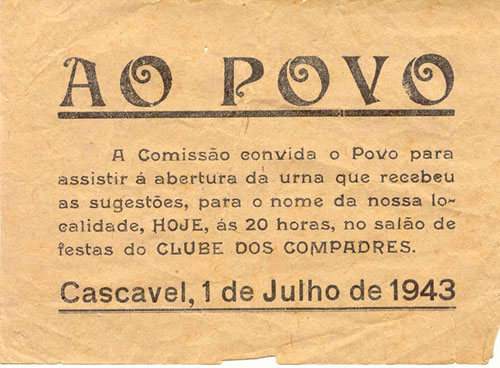 AO POVO
A Comissão convida o Povo para
assistir á abertura da urna que recebeu
as sugestões, para o nome da nossa lo-
calidade, HOJE, ás 20 horas, no salão de
festas do CLUBE DOS COMPADRES.
Cascavel, 1 de Julho de 1943